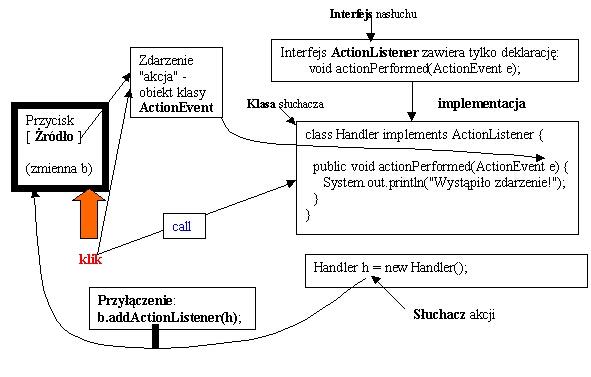 Interfejs nasłuchu
Zdarzenie
"akcja" -
obiekt klasy
ActionEvent
Interfejs ActionListener zawiera tylko deklarację:
void actionPerformed(ActionEvent e);
Klasa słuchacza
implementacja
Przycisk
[ Źródło ]
(zmienna b)
class Handler implements ActionListener {
public void actionPerformed(ActionEvent e) {
System.out.println("Wystąpiło zdarzenie!");
}
}
call
klik
Handler h = new Handler();
Przyłączenie:
b.addActionListener(h);
Słuchacz akcji